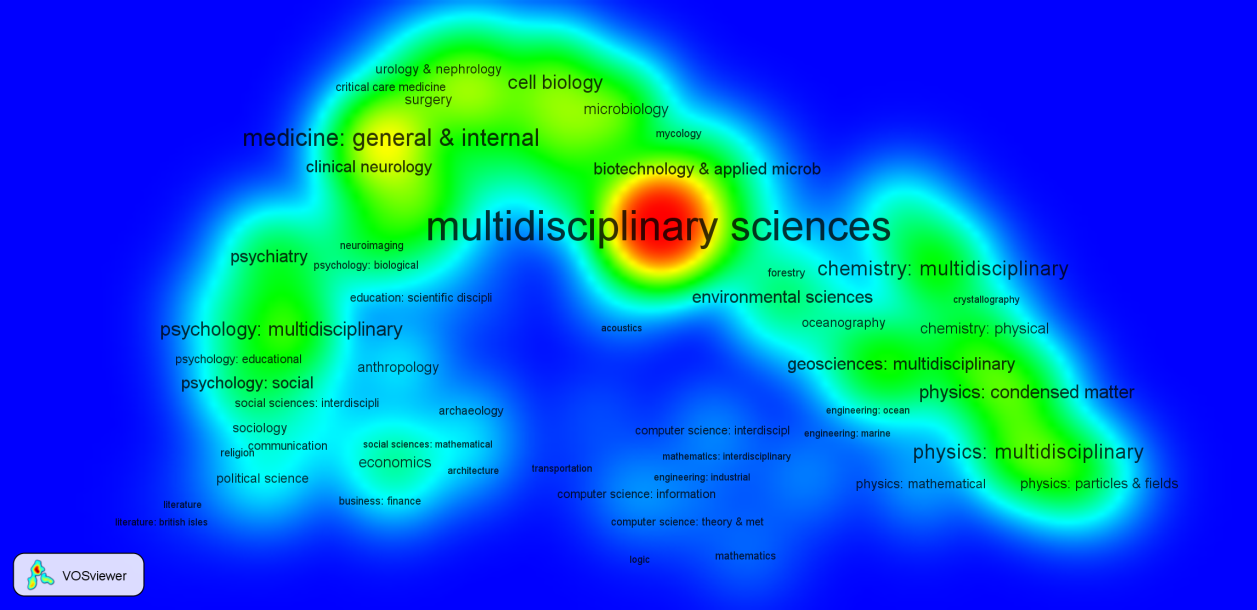 urology & nephrology
critical care medicine
cell biology
surgery
microbiology
mycology
medicine: general & internal
clinical neurology
biotechnology & applied microb
multidisciplinary sciences
neuroimaging
psychiatry
psychology: biological
chemistry: multidisciplinary
forestry
education: scientific discipli
environmental sciences
crystallography
oceanography
acoustics
chemistry: physical
psychology: multidisciplinary
psychology: educational
anthropology
geosciences: multidisciplinary
psychology: social
physics: condensed matter
social sciences: interdiscipli
archaeology
engineering: ocean
sociology
computer science: interdiscipl
engineering: marine
communication
social sciences: mathematical
religion
physics: multidisciplinary
mathematics: interdisciplinary
economics
architecture
transportation
political science
engineering: industrial
physics: mathematical
physics: particles & fields
computer science: information
business: finance
literature
literature: british isles
computer science: theory & met
logic
mathematics
VOSviewer